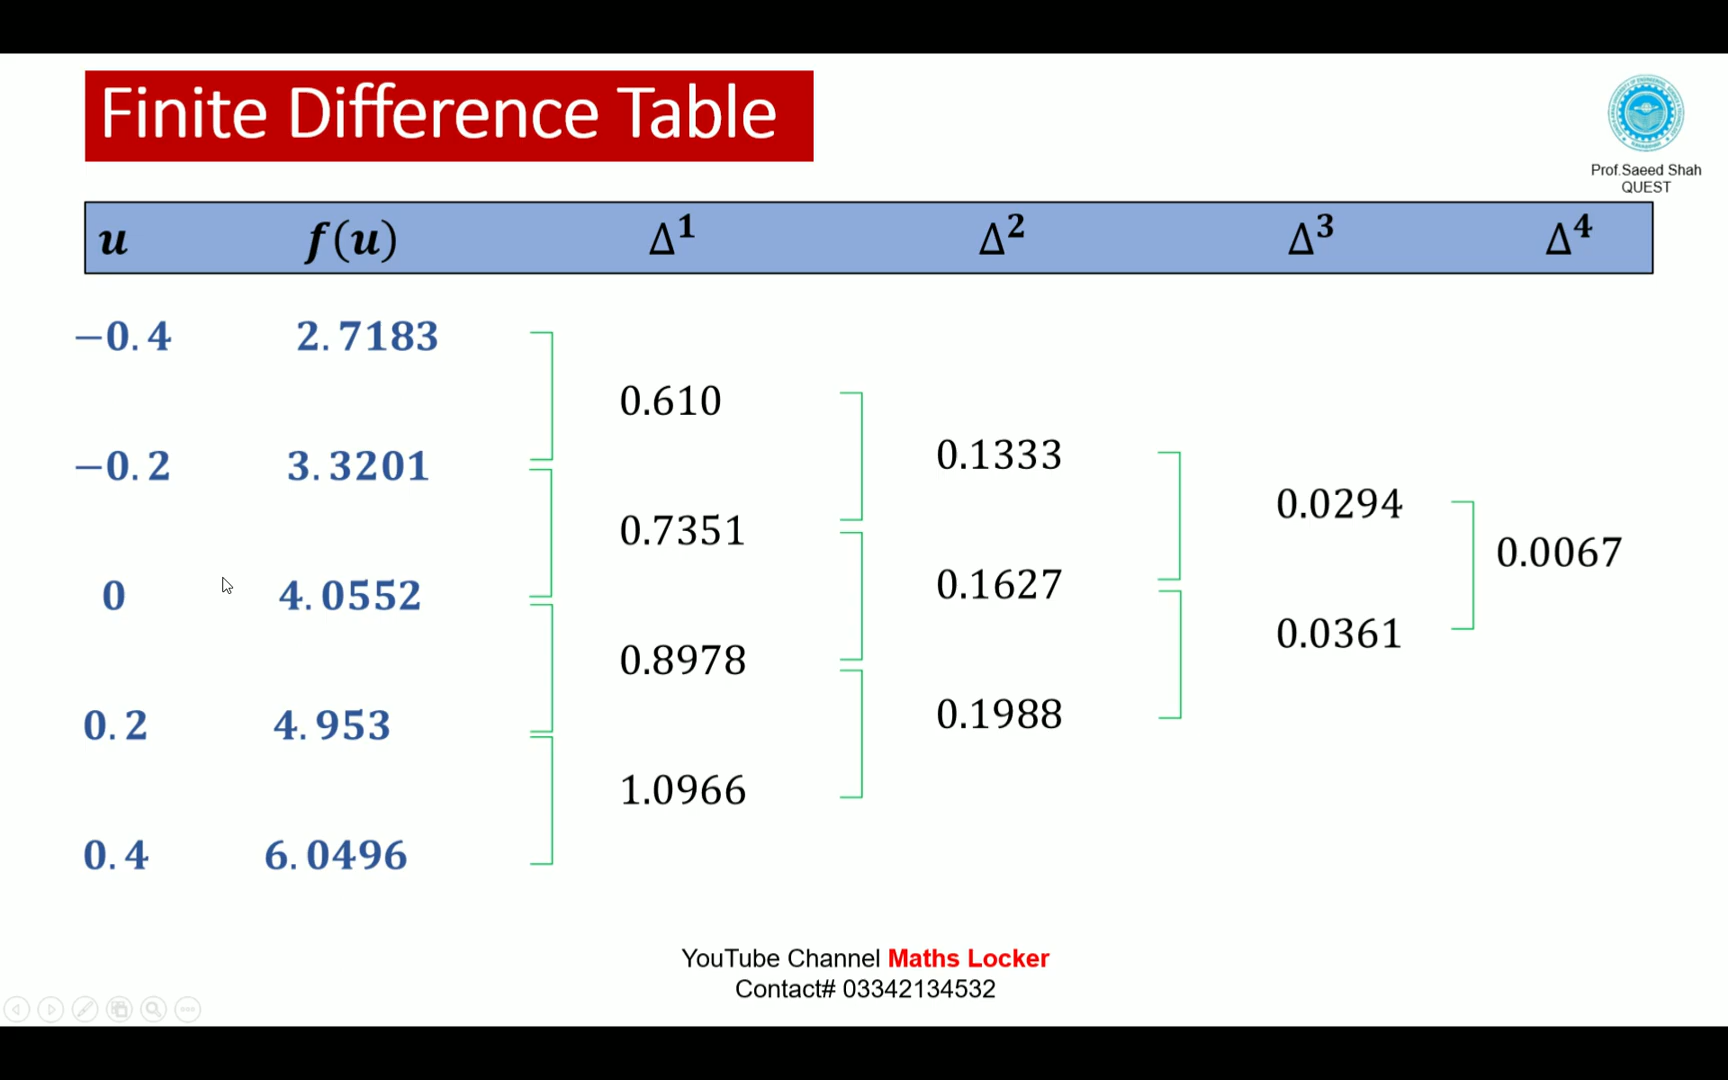 Finite Difference Table
Prof.Saeed Shah
QUEST
u f(u) Δ¹ Δ² Δ³ Δ⁴
−0.4 2.7183
0.610
0.1333
−0.2 3.3201
0.0294
0.7351
0.0067
0.1627
0 4.0552
0.0361
0.8978
0.1988
0.2 4.953
1.0966
0.4 6.0496
YouTube Channel Maths Locker
Contact# 03342134532